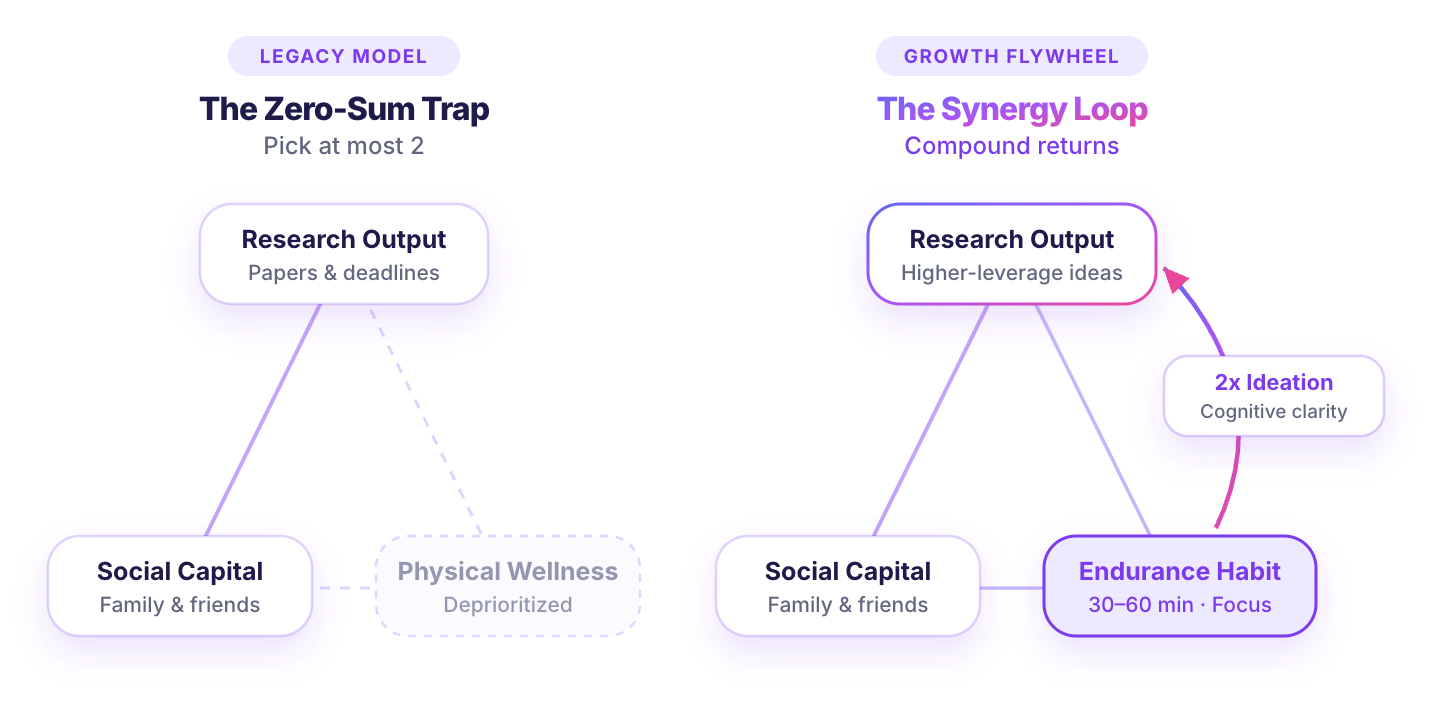 LEGACY MODEL
The Zero-Sum Trap
Pick at most 2
Research Output
Papers & deadlines
Social Capital
Family & friends
Physical Wellness
Deprioritized
GROWTH FLYWHEEL
The Synergy Loop
Compound returns
Research Output
Higher-leverage ideas
2x Ideation
Cognitive clarity
Social Capital
Family & friends
Endurance Habit
30–60 min · Focus